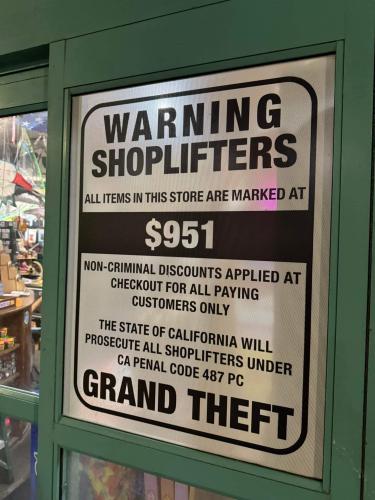 WARNING
SHOPLIFTERS
ALL ITEMS IN THIS STORE ARE MARKED AT
$951
NON-CRIMINAL DISCOUNTS APPLIED AT
CHECKOUT FOR ALL PAYING
CUSTOMERS ONLY
THE STATE OF CALIFORNIA WILL
PROSECUTE ALL SHOPLIFTERS UNDER
CA PENAL CODE 487 PC
GRAND THEFT